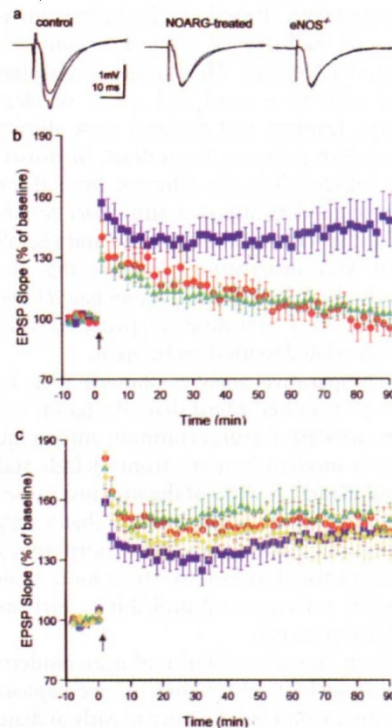 a
control NOARG-treated eNOS-/-
1mV
10 ms
b
190
160
130
100
70
EPSP Slope (% of baseline)
-10 0 10 20 30 40 50 60 70 80 90
Time (min)
c
190
160
130
100
70
EPSP Slope (% of baseline)
-10 0 10 20 30 40 50 60 70 80 90
Time (min)